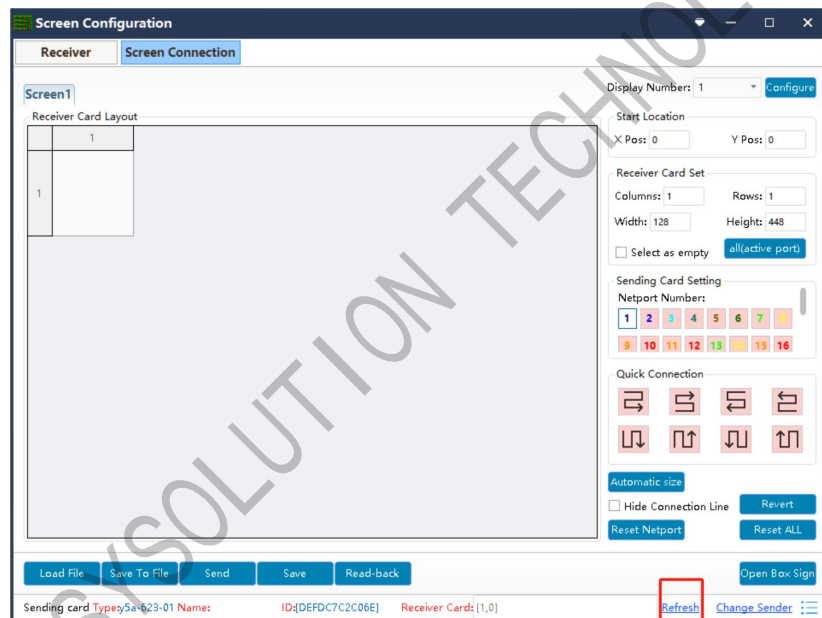 Screen Configuration
Receiver Screen Connection
Screen1
Display Number: 1 Configure
Receiver Card Layout
1
1
Start Location
X Pos: 0 Y Pos: 0
Receiver Card Set
Columns: 1 Rows: 1
Width: 128 Height: 448
Select as empty all(active port)
Sending Card Setting
Netport Number:
1 2 3 4 5 6 7
9 10 11 12 13 15 16
Quick Connection
Automatic size
Hide Connection Line Revert
Reset Netport Reset ALL
Load File Save To File Send Save Read-back Open Box Sign
Sending card Type:y5a-623-01 Name: ID:[DEFDC7C2C06E] Receiver Card: [1,0] Refresh Change Sender
SYSOLUTION TECHNO